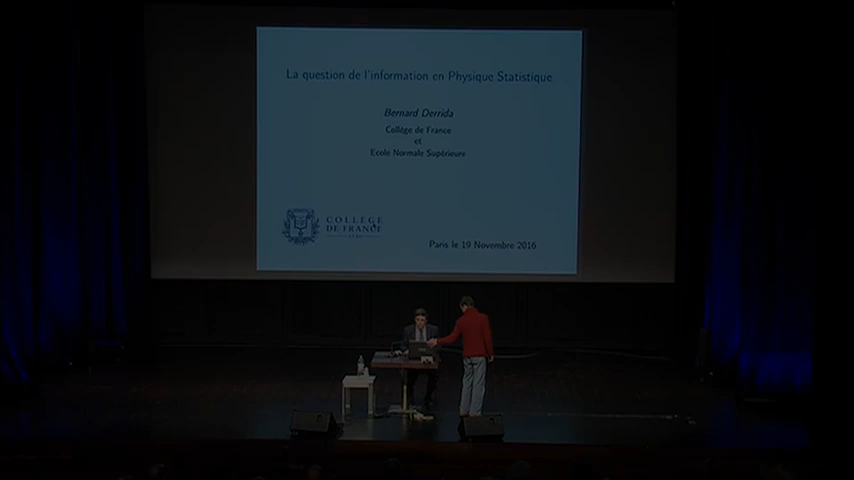 La question de l'information en Physique Statistique
Bernard Derrida
Collège de France
et
Ecole Normale Supérieure
COLLÈGE
DE FRANCE
Paris le 19 Novembre 2016